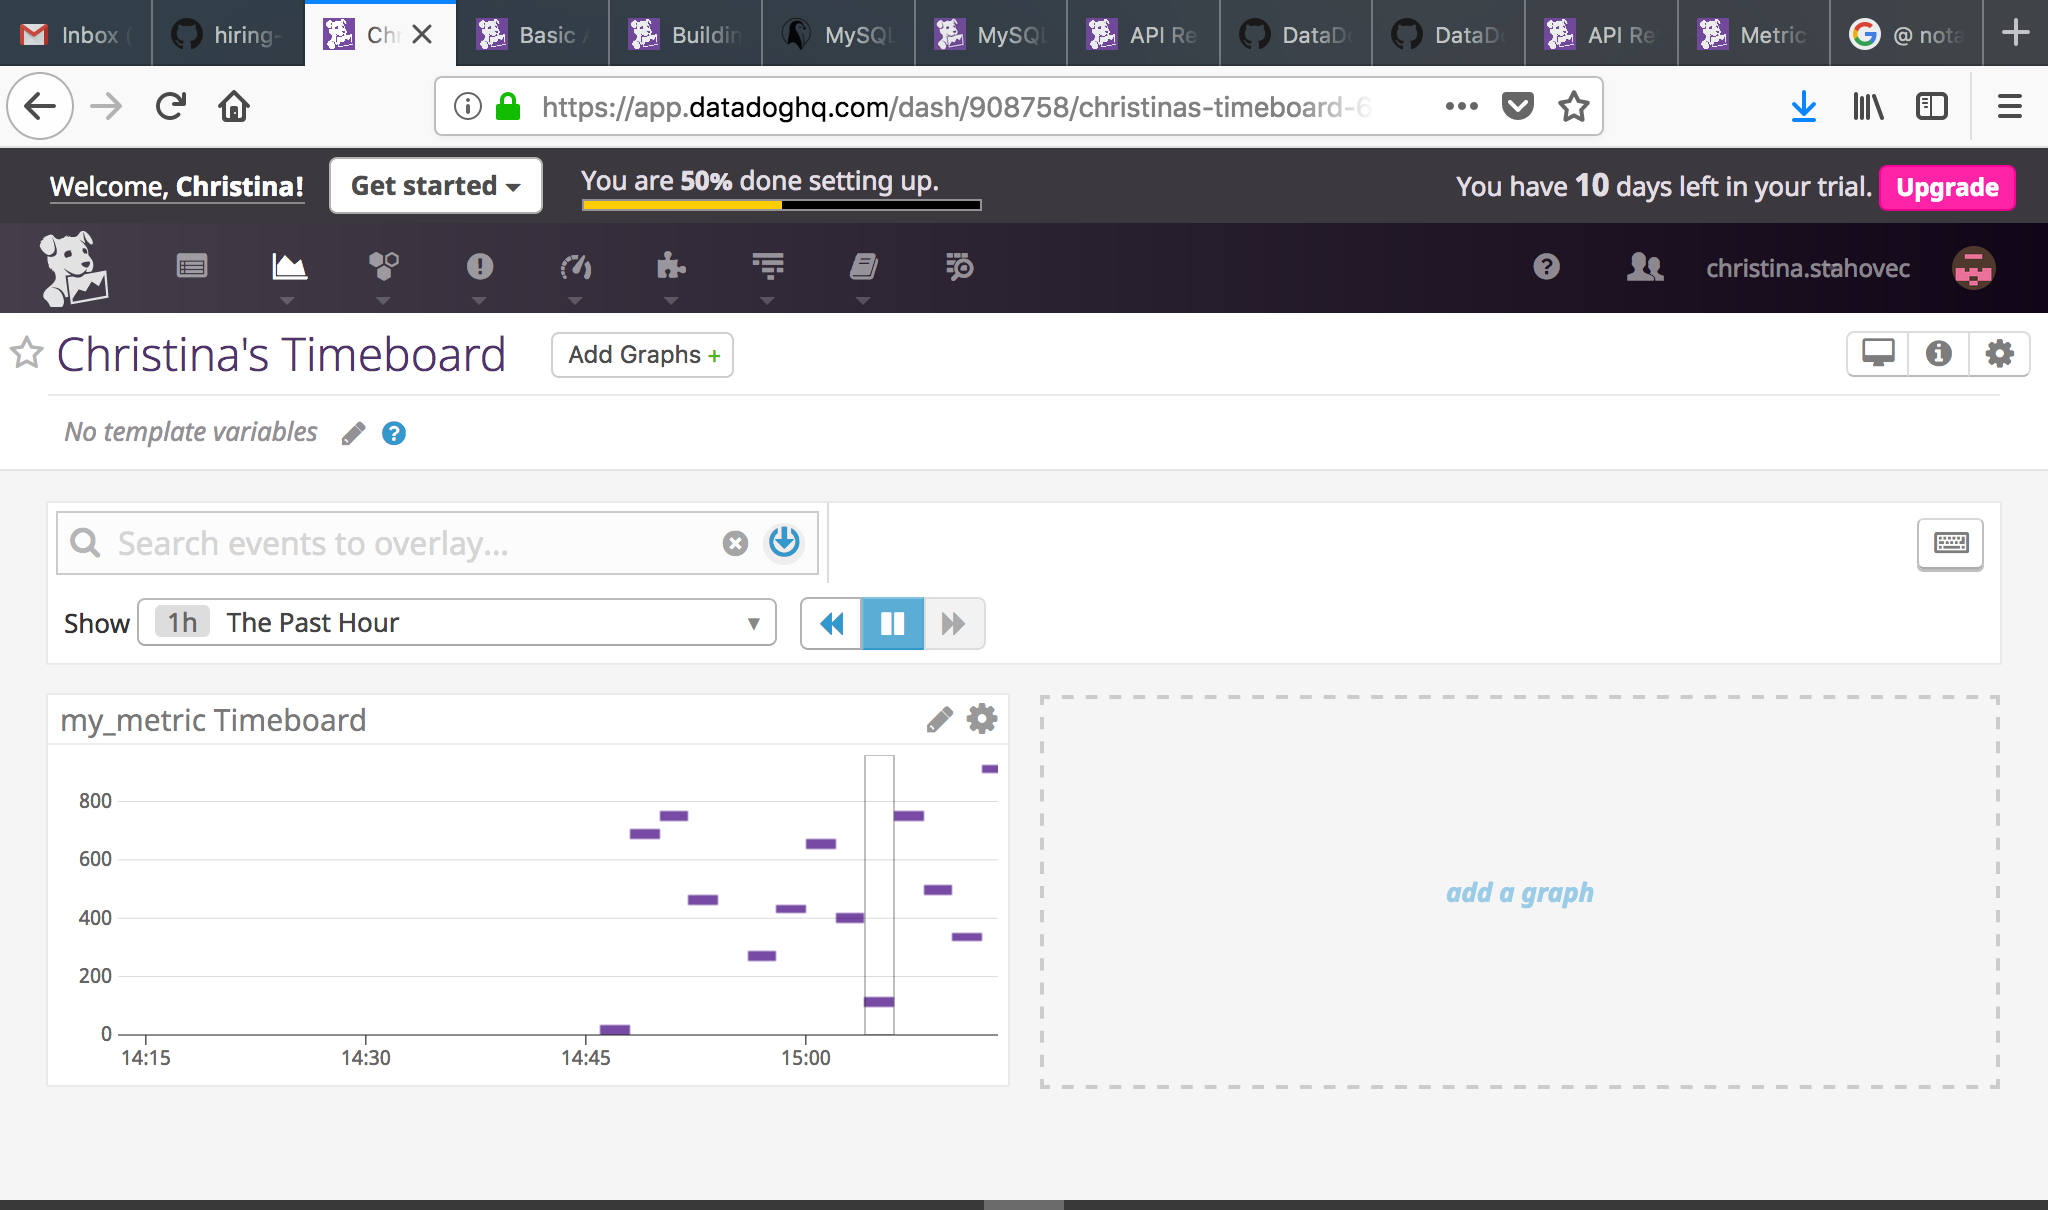 Inbox (
hiring-
Ch
Basic
Buildin
MySQL
MySQL
API Re
DataDo
DataDo
API Re
Metric
@ nota
https://app.datadoghq.com/dash/908758/christinas-timeboard-6
Welcome, Christina!
Get started
You are 50% done setting up.
You have 10 days left in your trial.
Upgrade
christina.stahovec
Christina's Timeboard
Add Graphs +
No template variables
Search events to overlay...
Show
1h The Past Hour
my_metric Timeboard
800
600
400
200
0
14:15
14:30
14:45
15:00
add a graph